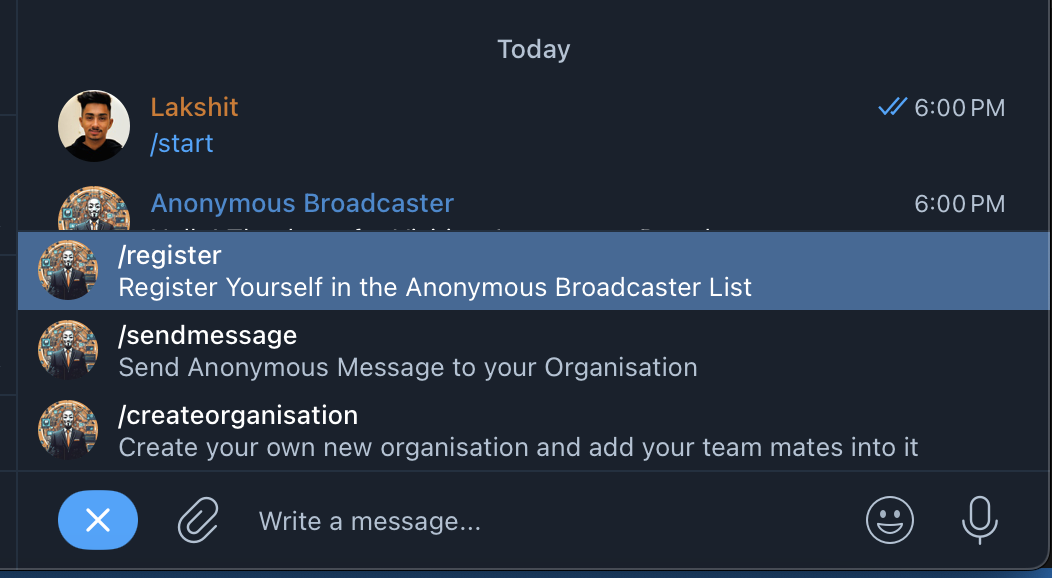 Today
Lakshit
6:00 PM
/start
Anonymous Broadcaster
6:00 PM
/register
Register Yourself in the Anonymous Broadcaster List
/sendmessage
Send Anonymous Message to your Organisation
/createorganisation
Create your own new organisation and add your team mates into it
Write a message...